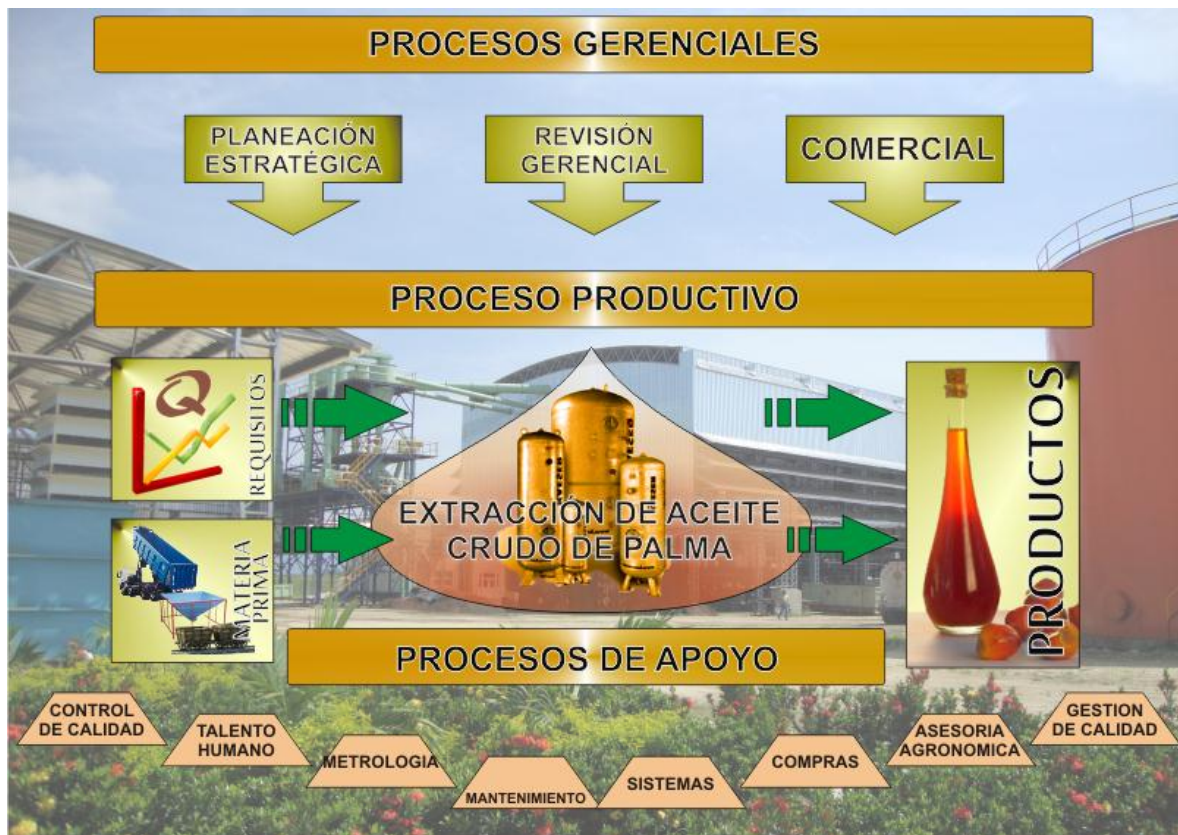 PROCESOS GERENCIALES
PLANEACIÓN
ESTRATÉGICA
REVISIÓN
GERENCIAL
COMERCIAL
PROCESO PRODUCTIVO
Q
REQUISITOS
MATERIA
PRIMA
EXTRACCIÓN DE ACEITE
CRUDO DE PALMA
PRODUCTOS
PROCESOS DE APOYO
CONTROL
DE CALIDAD
TALENTO
HUMANO
METROLOGIA
MANTENIMIENTO
SISTEMAS
COMPRAS
ASESORIA
AGRONOMICA
GESTION
DE CALIDAD